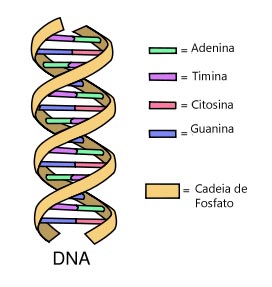 = Adenina
= Timina
= Citosina
= Guanina
= Cadeia de
Fosfato
DNA